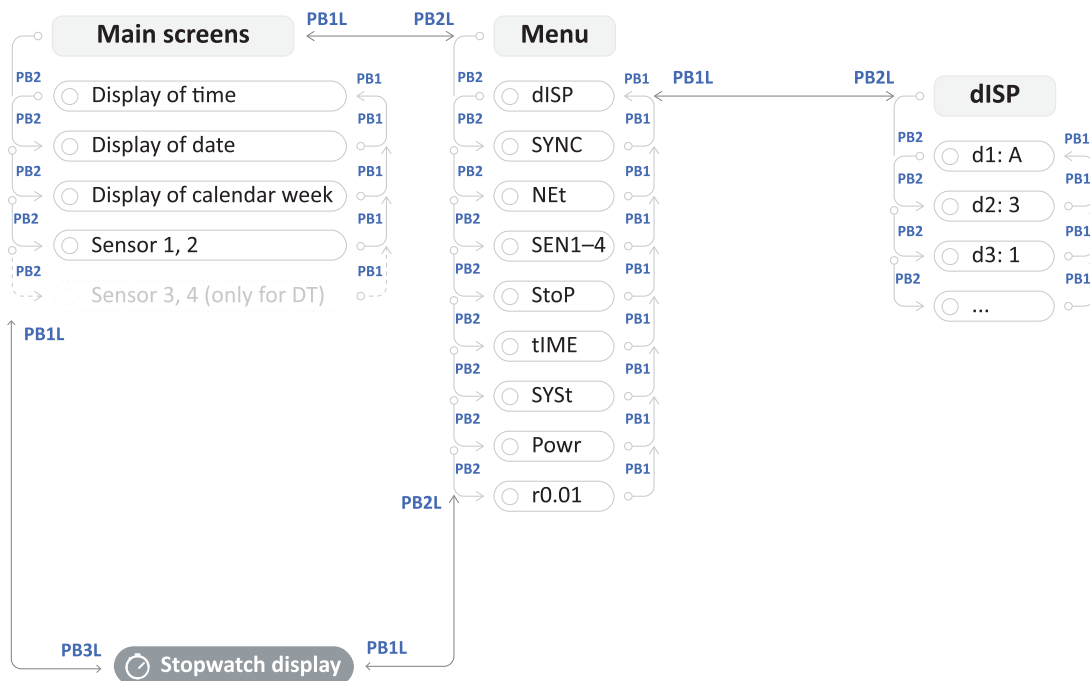 PB1L PB2L
Main screens Menu
PB2 PB1 PB2 PB1 PB1L PB2L
Display of time dISP dISP
PB2 PB1 PB2 PB1
Display of date SYNC PB2 d1: A PB1
PB2 PB1 PB2 PB1 PB2 PB1
Display of calendar week NEt d2: 3
PB2 PB1 PB2 PB1 PB2 PB1
Sensor 1, 2 SEN1–4 d3: 1
PB2 PB1 PB2 PB1 PB2 PB1
Sensor 3, 4 (only for DT) StoP ...
PB1L PB2 PB1
tIME
PB2 PB1
SYSt
PB2 PB1
Powr
PB2 PB1
r0.01
PB2L
PB3L PB1L
Stopwatch display